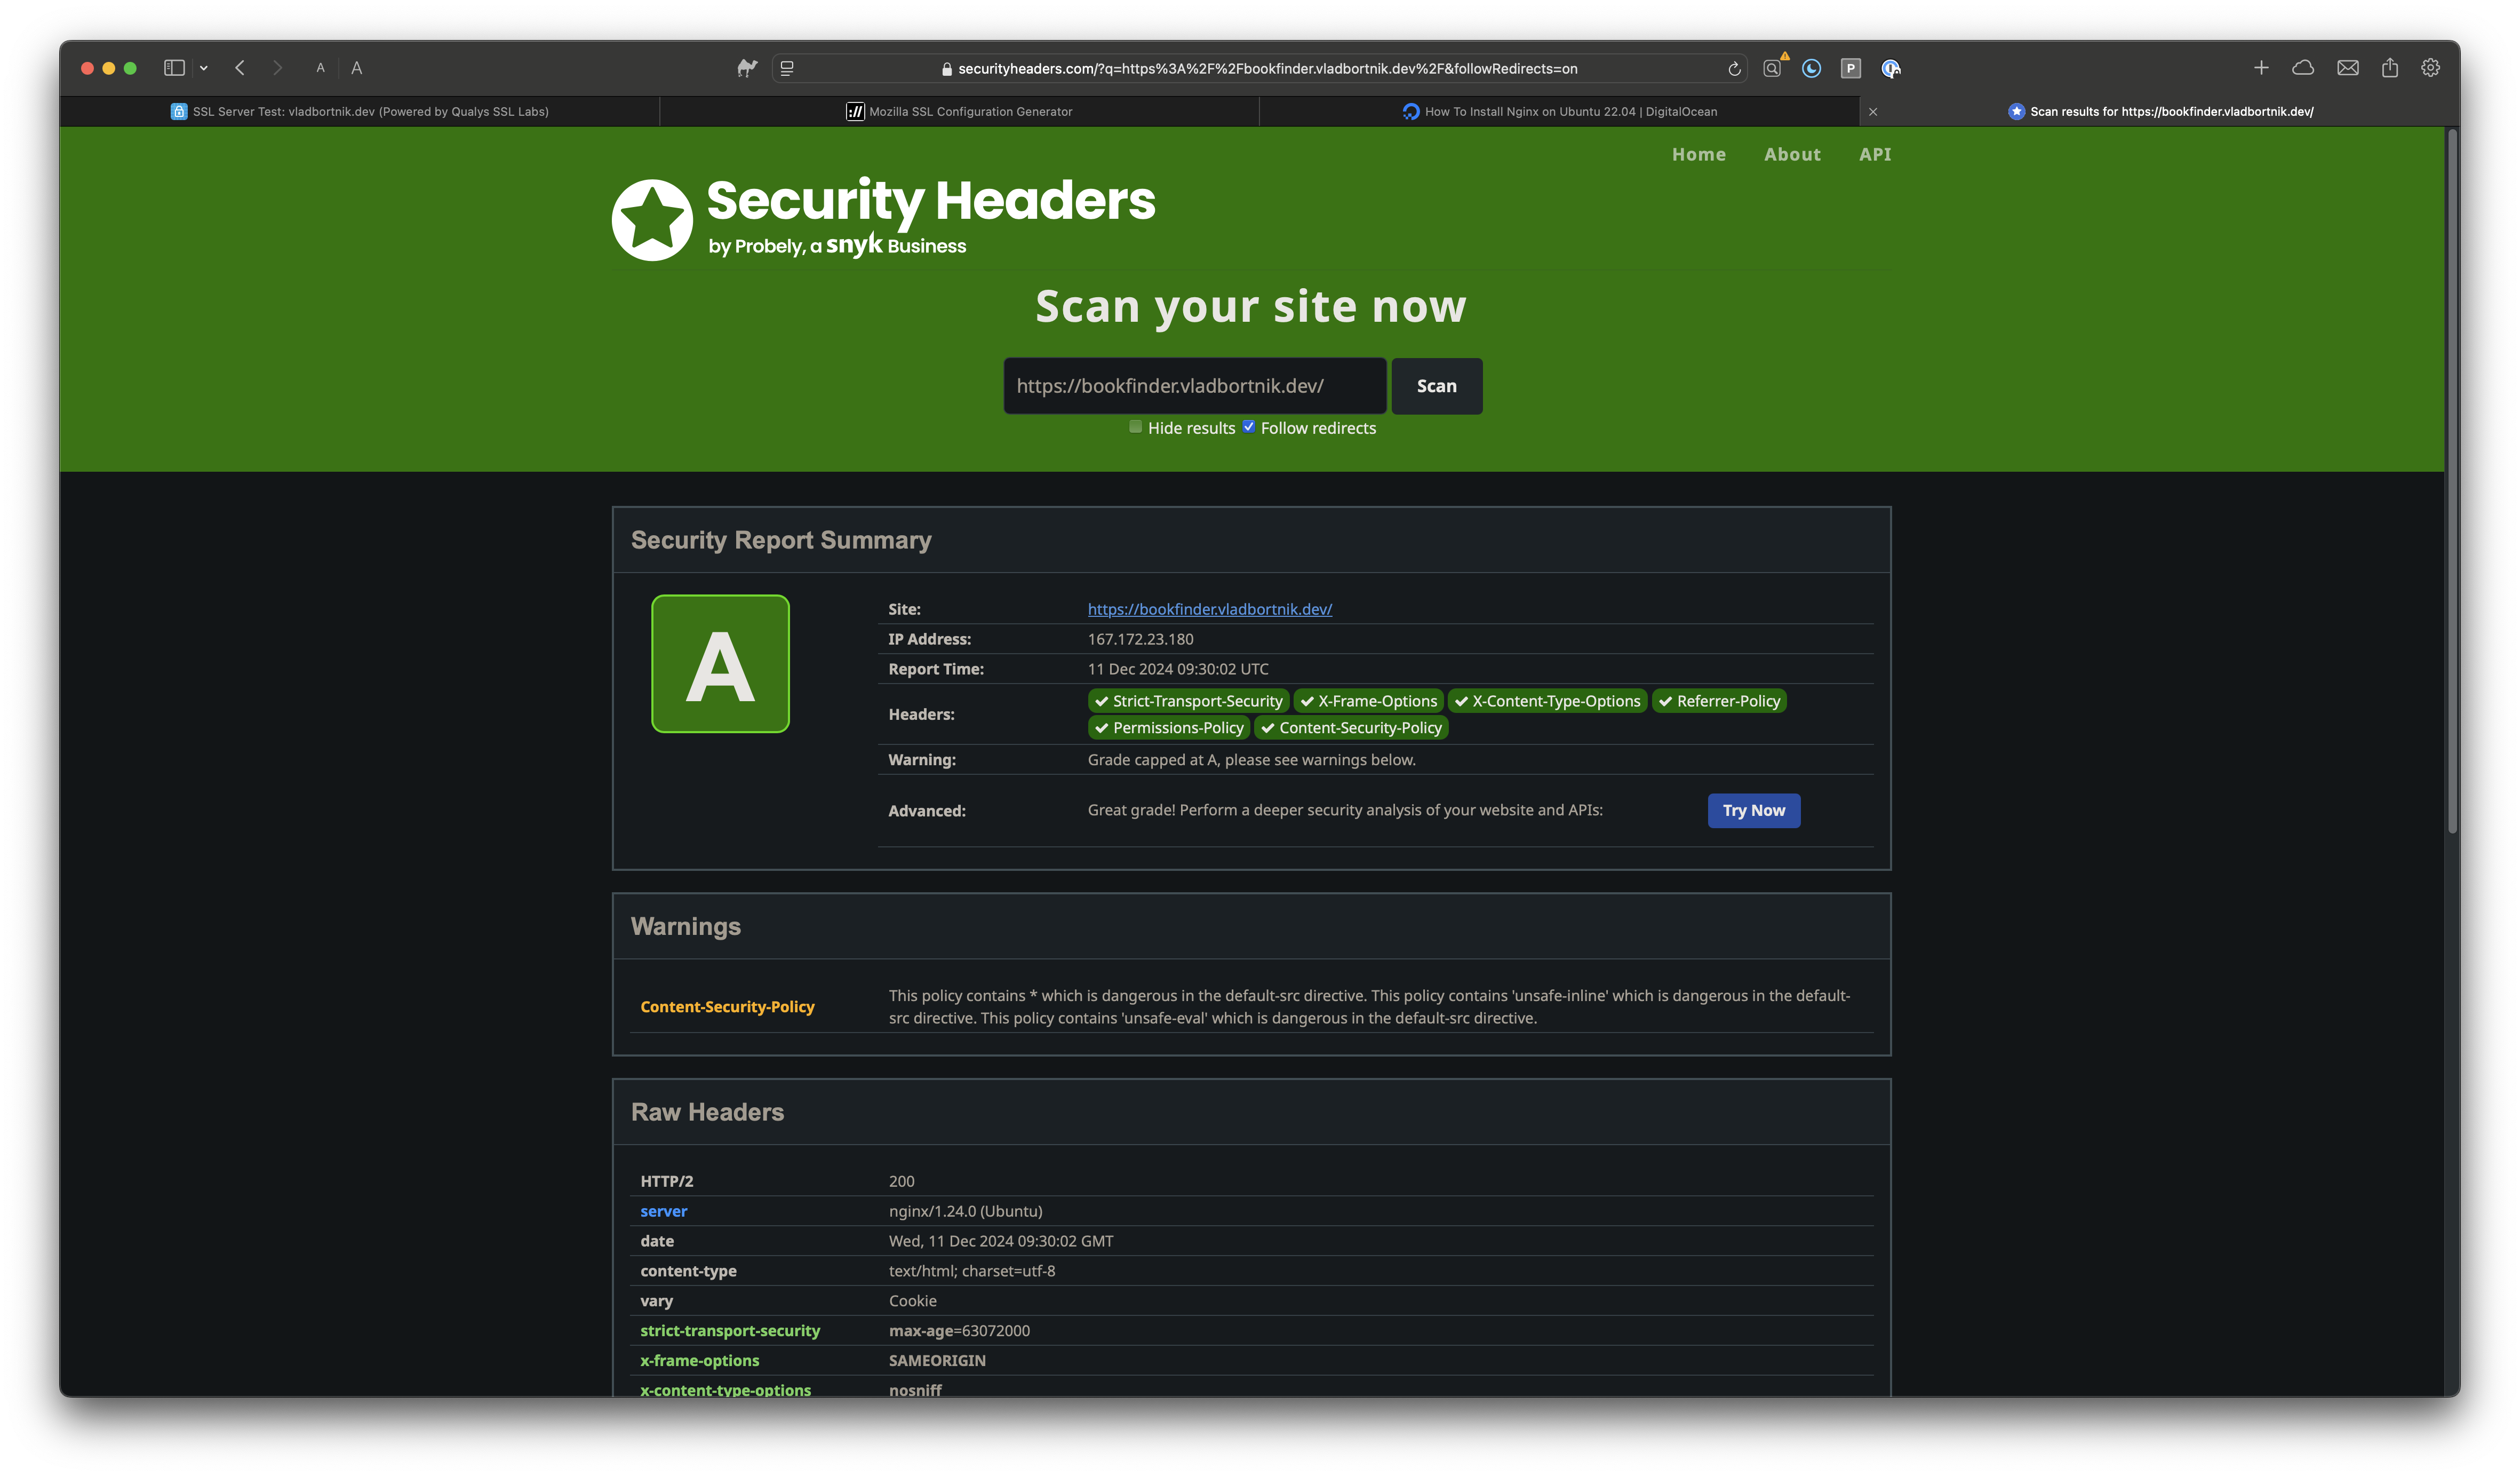 A A
securityheaders.com/?q=https%3A%2F%2Fbookfinder.vladbortnik.dev%2F&followRedirects=on
P
SSL Server Test: vladbortnik.dev (Powered by Qualys SSL Labs)
://
Mozilla SSL Configuration Generator
How To Install Nginx on Ubuntu 22.04 | DigitalOcean
Scan results for https://bookfinder.vladbortnik.dev/
Home About API
Security Headers
by Probely, a snyk Business
Scan your site now
https://bookfinder.vladbortnik.dev/ Scan
Hide results Follow redirects
Security Report Summary
A
Site: https://bookfinder.vladbortnik.dev/
IP Address: 167.172.23.180
Report Time: 11 Dec 2024 09:30:02 UTC
Headers: Strict-Transport-Security X-Frame-Options X-Content-Type-Options Referrer-Policy
Permissions-Policy Content-Security-Policy
Warning: Grade capped at A, please see warnings below.
Advanced: Great grade! Perform a deeper security analysis of your website and APIs: Try Now
Warnings
Content-Security-Policy This policy contains * which is dangerous in the default-src directive. This policy contains 'unsafe-inline' which is dangerous in the default-
src directive. This policy contains 'unsafe-eval' which is dangerous in the default-src directive.
Raw Headers
HTTP/2 200
server nginx/1.24.0 (Ubuntu)
date Wed, 11 Dec 2024 09:30:02 GMT
content-type text/html; charset=utf-8
vary Cookie
strict-transport-security max-age=63072000
x-frame-options SAMEORIGIN
x-content-type-options nosniff